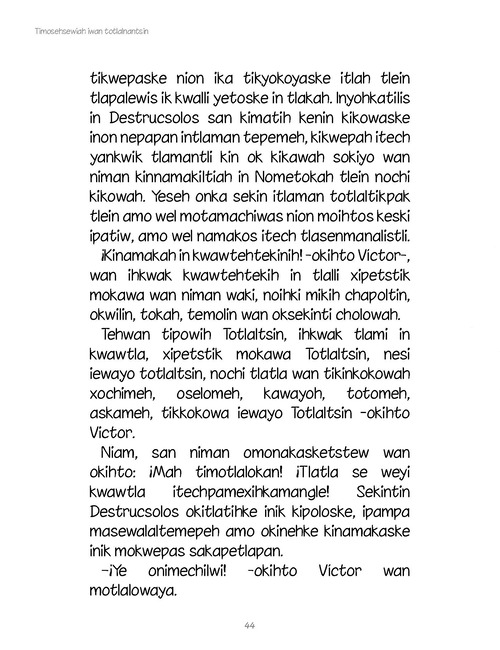 Timosehsewiah iwan totlalnantsin
tikwepaske nion ika tikyokoyaske itlah tlein
tlapalewis ik kwalli yetoske in tlakah. Inyohkatilis
in Destrucsolos san kimatih kenin kikowaske
inon nepapan intlaman tepemeh, kikwepah itech
yankwik tlamantli kin ok kikawah sokiyo wan
niman kinnamakiltiah in Nometokah tlein nochi
kikowah. Yeseh onka sekin itlaman totlaltikpak
tlein amo wel motamachiwas nion moihtos keski
ipatiw, amo wel namakos itech tlasenmanalistli.
¡Kinamakah in kwawtehtekinih! -okihto Victor-,
wan ihkwak kwawtehtekih in tlalli xipetstik
mokawa wan niman waki, noihki mikih chapoltin,
okwilin, tokah, temolin wan oksekinti cholowah.
Tehwan tipowih Totlaltsin, ihkwak tlami in
kwawtla, xipetstik mokawa Totlaltsin, nesi
iewayo totlaltsin, nochi tlatla wan tikinkokowah
xochimeh, oselomeh, kawayoh, totomeh,
askameh, tikkokowa iewayo Totlaltsin -okihto
Victor.
Niam, san niman omonakasketstew wan
okihto: ¡Mah timotlalokan! ¡Tlatla se weyi
kwawtla itechpamexihkamangle! Sekintin
Destrucsolos okitlatihke inik kipoloske, ipampa
masewalaltemepeh amo okinehke kinamakaske
inik mokwepas sakapetlapan.
-¡Ye onimechilwi! -okihto Victor wan
motlalowaya.
44